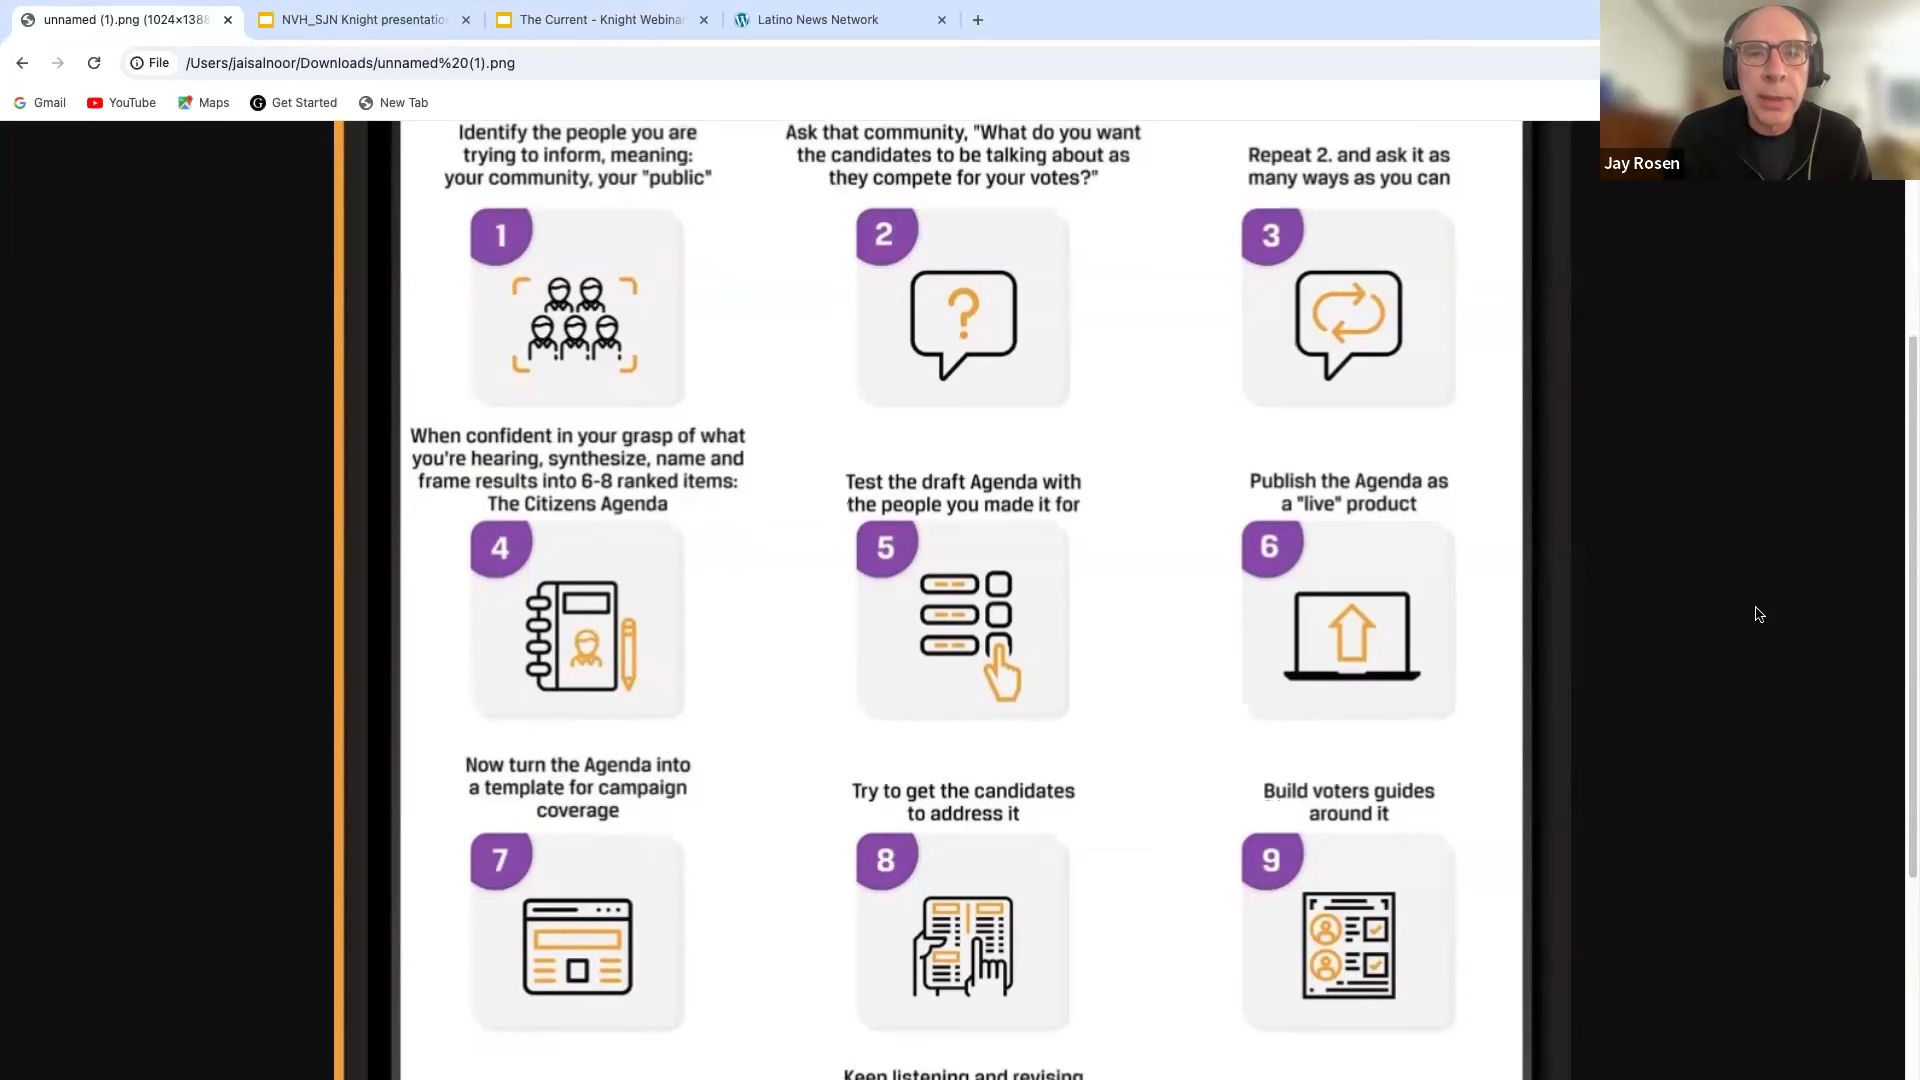 unnamed (1).png (1024×1388
NVH_SJN Knight presentatio
The Current - Knight Webina
Latino News Network
File
/Users/jaisalnoor/Downloads/unnamed%20(1).png
Gmail
YouTube
Maps
Get Started
New Tab
Jay Rosen
Identify the people you are
trying to inform, meaning:
your community, your "public"
Ask that community, "What do you want
the candidates to be talking about as
they compete for your votes?"
Repeat 2. and ask it as
many ways as you can
1
2
3
When confident in your grasp of what
you're hearing, synthesize, name and
frame results into 6-8 ranked items:
The Citizens Agenda
Test the draft Agenda with
the people you made it for
Publish the Agenda as
a "live" product
4
5
6
Now turn the Agenda into
a template for campaign
coverage
Try to get the candidates
to address it
Build voters guides
around it
7
8
9
Keep listening and revising